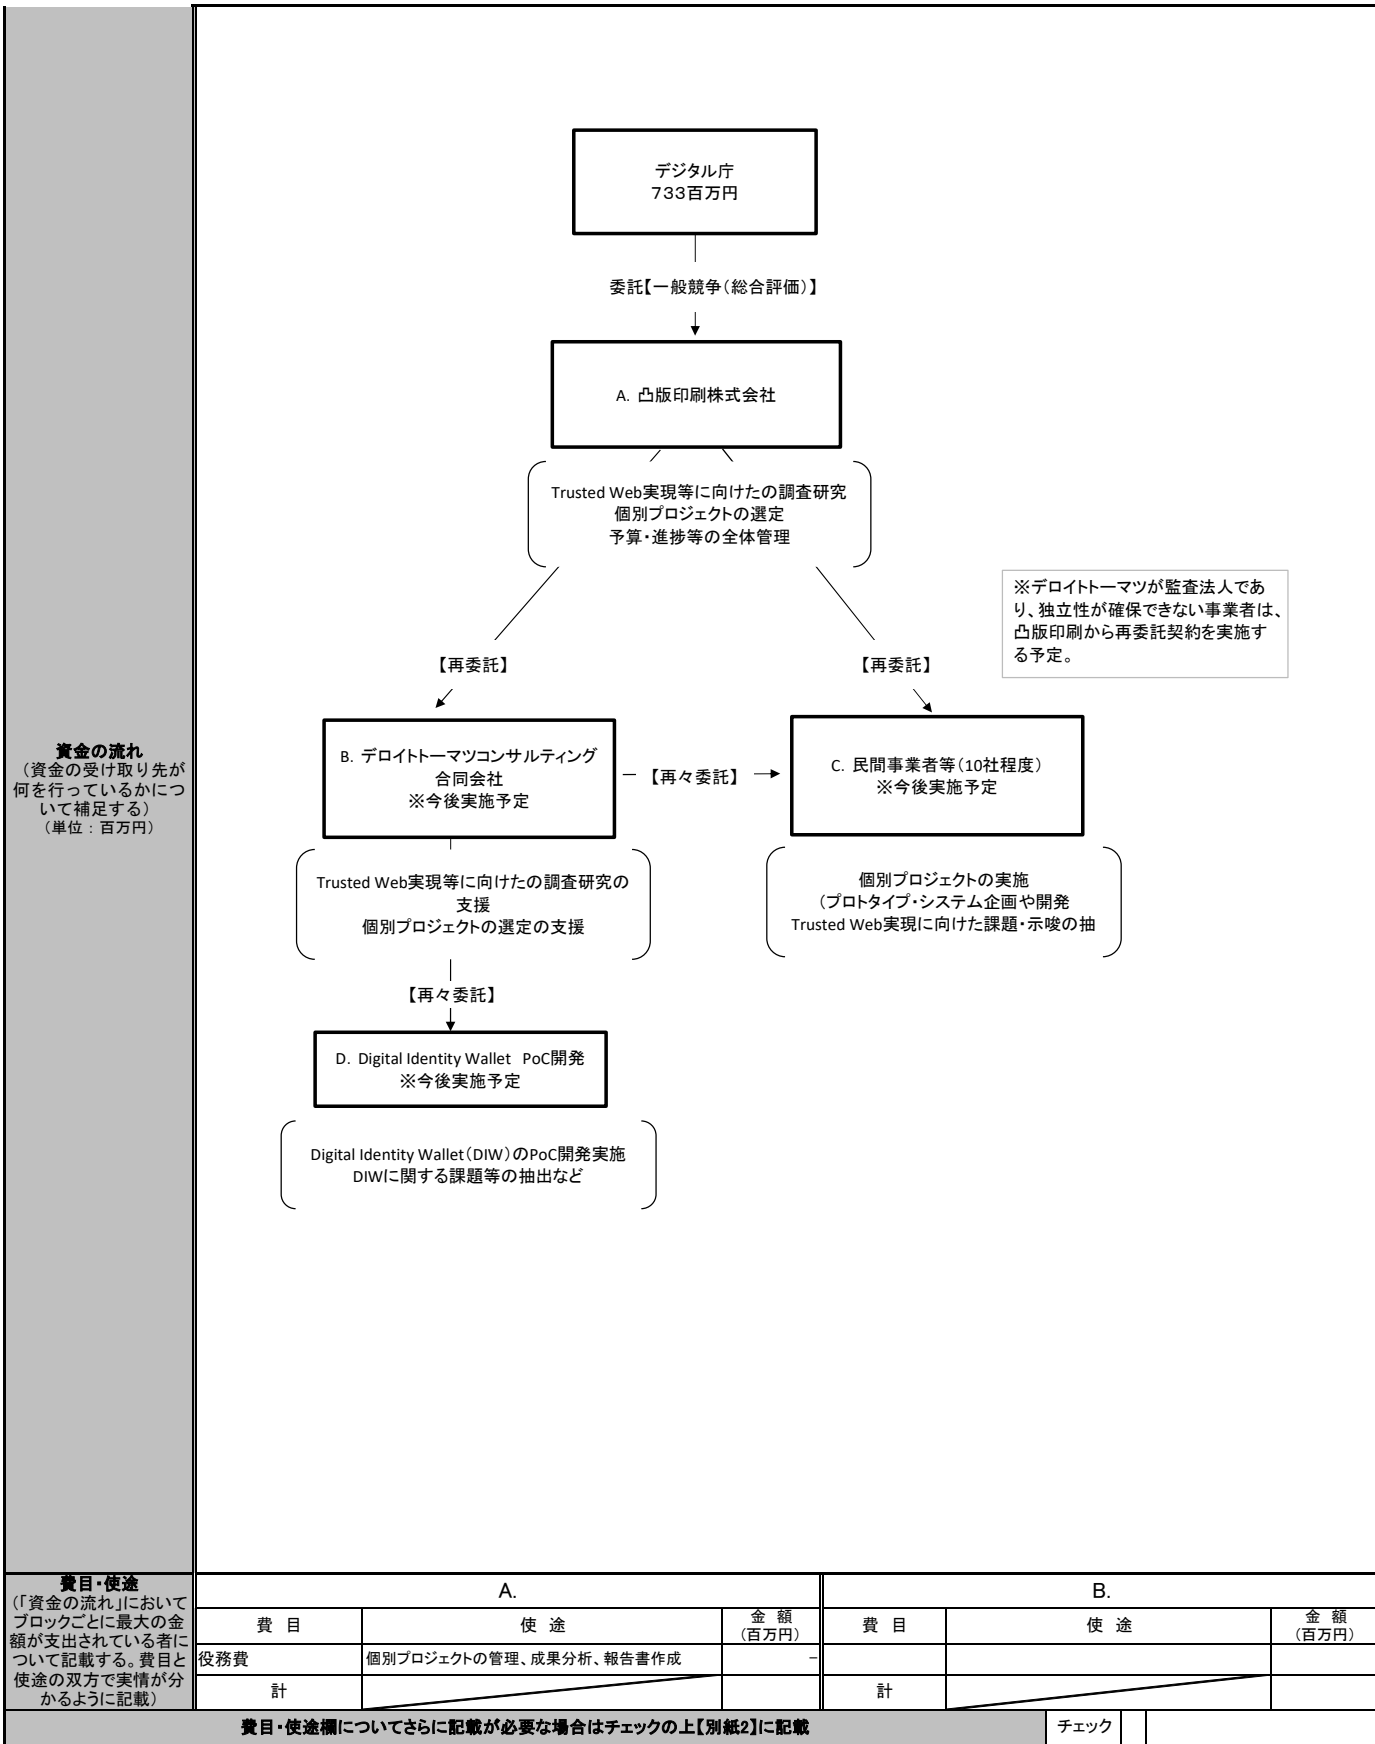 デジタル庁
733百万円
委託【一般競争(総合評価)】
A. 凸版印刷株式会社
Trusted Web実現等に向けたの調査研究
個別プロジェクトの選定
予算・進捗等の全体管理
※デロイトトーマツが監査法人であ
り、独立性が確保できない事業者は、
凸版印刷から再委託契約を実施す
る予定。
【再委託】
【再委託】
資金の流れ
(資金の受け取り先が
何を行っているかにつ
いて補足する)
(単位:百万円)
B. デロイトトーマツコンサルティング
合同会社
※今後実施予定
【再々委託】
C. 民間事業者等(10社程度)
※今後実施予定
Trusted Web実現等に向けたの調査研究の
支援
個別プロジェクトの選定の支援
個別プロジェクトの実施
(プロトタイプ・システム企画や開発
Trusted Web実現に向けた課題・示唆の抽
【再々委託】
D. Digital Identity Wallet PoC開発
※今後実施予定
Digital Identity Wallet(DIW)のPoC開発実施
DIWに関する課題等の抽出など
費目・使途
(「資金の流れ」において
ブロックごとに最大の金
額が支出されている者に
ついて記載する。費目と
使途の双方で実情が分
かるように記載)
A. B.
費 目 使 途 金 額
(百万円) 費 目 使 途 金 額
(百万円)
役務費 個別プロジェクトの管理、成果分析、報告書作成 -
計 計
費目・使途欄についてさらに記載が必要な場合はチェックの上【別紙2】に記載 チェック